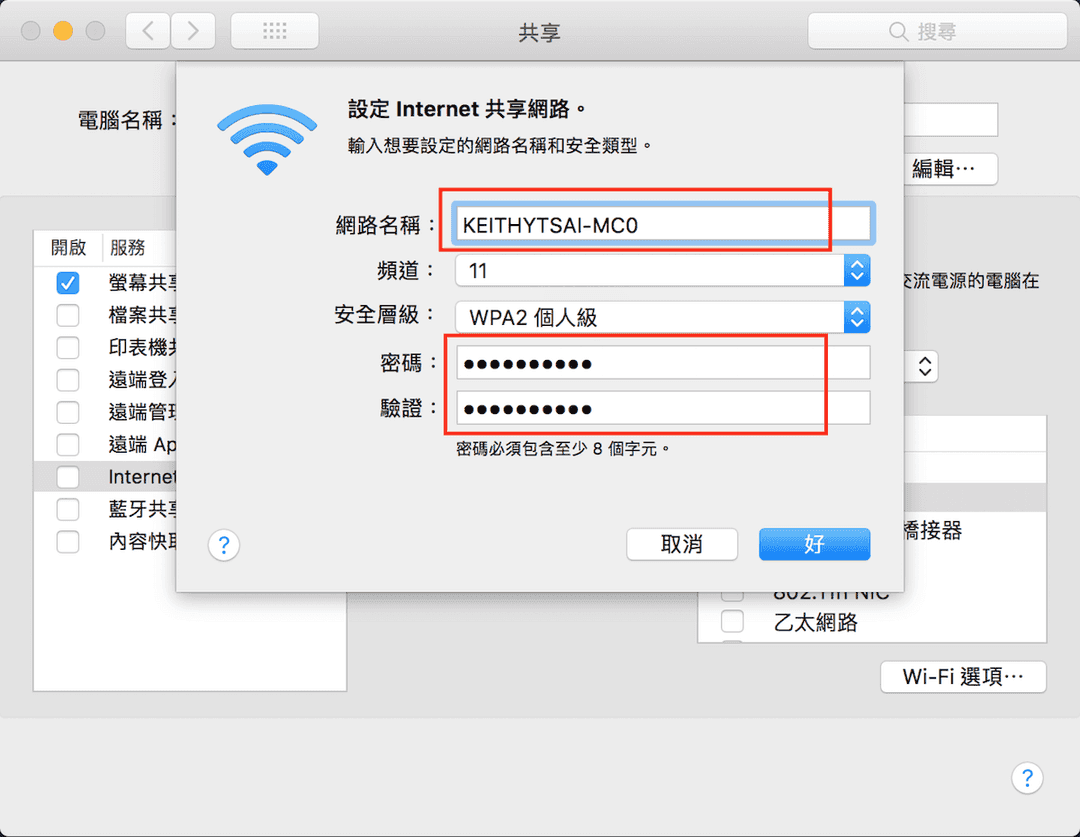 共享
搜尋
電腦名稱：
編輯⋯
設定 Internet 共享網路。
輸入想要設定的網路名稱和安全類型。
網路名稱： KEITHYTSAI-MC0
頻道： 11
安全層級： WPA2 個人級
密碼： ●●●●●●●●●●
驗證： ●●●●●●●●●●
密碼必須包含至少 8 個字元。
? 取消 好
開啟 服務
螢幕共享
檔案共享
印表機共
遠端登入
遠端管理
遠端 Ap
Internet
藍牙共享
內容快取
交流電源的電腦在
橋接器
802.11n NIC
乙太網路
Wi-Fi 選項⋯
?